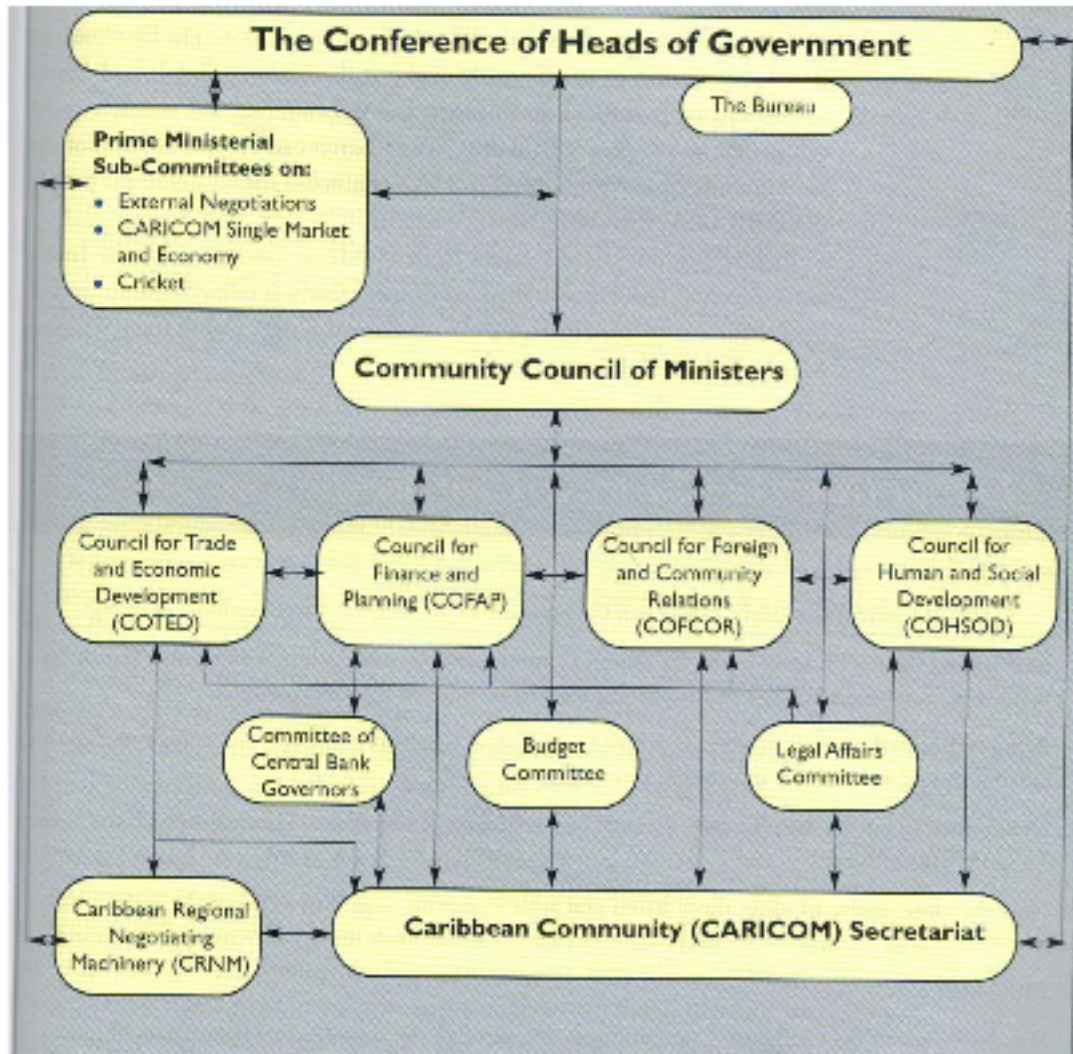 The Conference of Heads of Government
The Bureau
Prime Ministerial
Sub-Committees on:
• External Negotiations
• CARICOM Single Market
and Economy
• Cricket
Community Council of Ministers
Council for Trade
and Economic
Development
(COTED)
Council for
Finance and
Planning (COFAP)
Council for Foreign
and Community
Relations
(COFCOR)
Council for
Human and Social
Development
(COHSOD)
Committee of
Central Bank
Governors
Budget
Committee
Legal Affairs
Committee
Caribbean Regional
Negotiating
Machinery (CRNM)
Caribbean Community (CARICOM) Secretariat